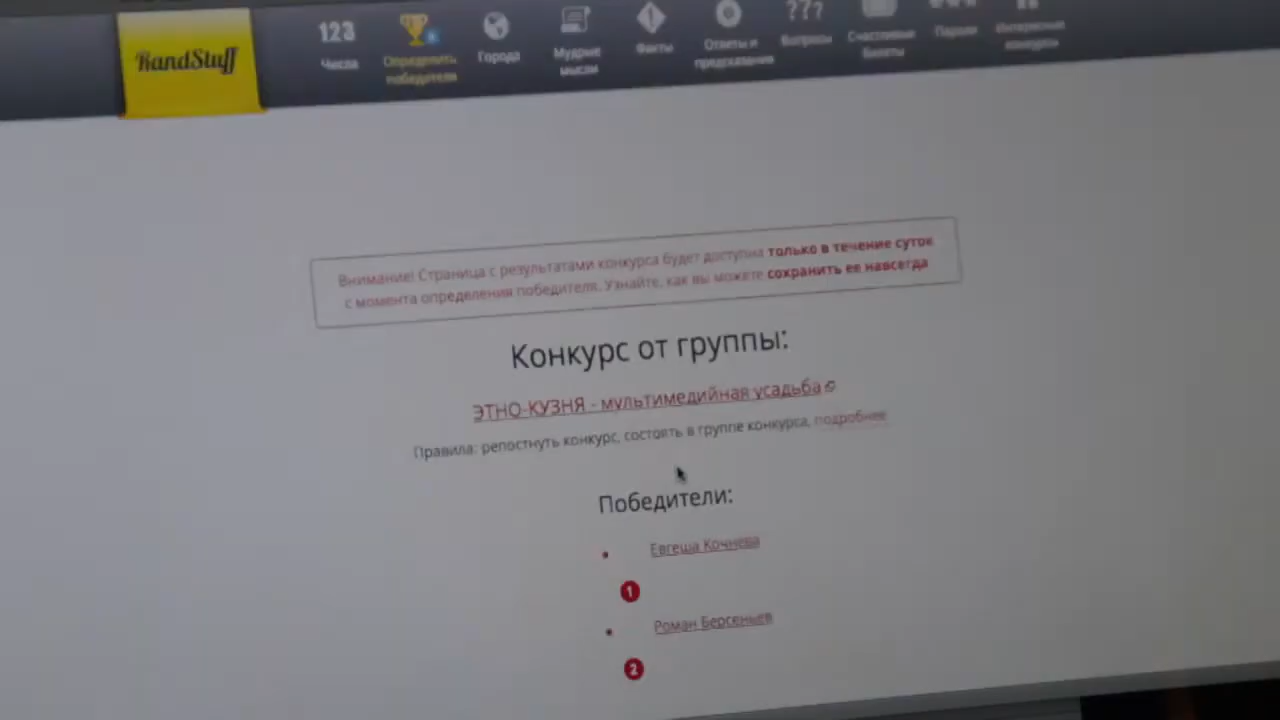 RandStuff
123
Числа
Определить
победителя
Города
Мудрые
мысли
Факты
Ответы и
предсказания
???
Вопросы
Счастливые
билеты
Пароли
Интересные
конкурсы
Внимание! Страница с результатами конкурса будет доступна только в течение суток
с момента определения победителя. Узнайте, как вы можете сохранить ее навсегда
Конкурс от группы:
ЭТНО-КУЗНЯ - мультимедийная усадьба
Правила: репостнуть конкурс, состоять в группе конкурса, подробнее
Победители:
Евгеша Кочнева
1
Роман Берсеньев
2